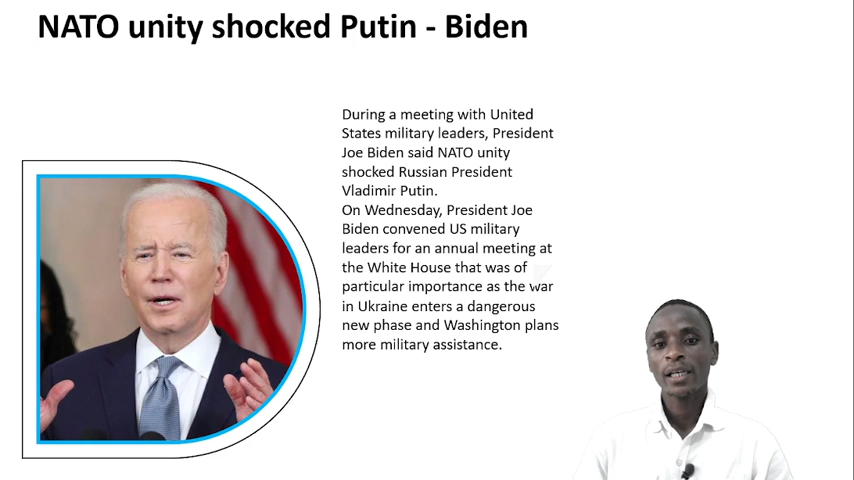 NATO unity shocked Putin - Biden
During a meeting with United
States military leaders, President
Joe Biden said NATO unity
shocked Russian President
Vladimir Putin.
On Wednesday, President Joe
Biden convened US military
leaders for an annual meeting at
the White House that was of
particular importance as the war
in Ukraine enters a dangerous
new phase and Washington plans
more military assistance.